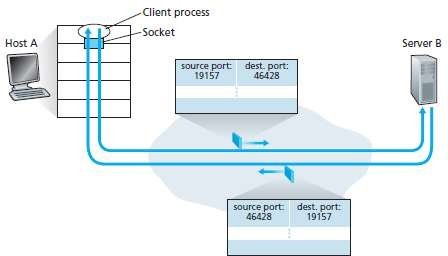 Client process
Socket
Host A
Server B
source port: dest. port:
19157 46428
source port: dest. port:
46428 19157